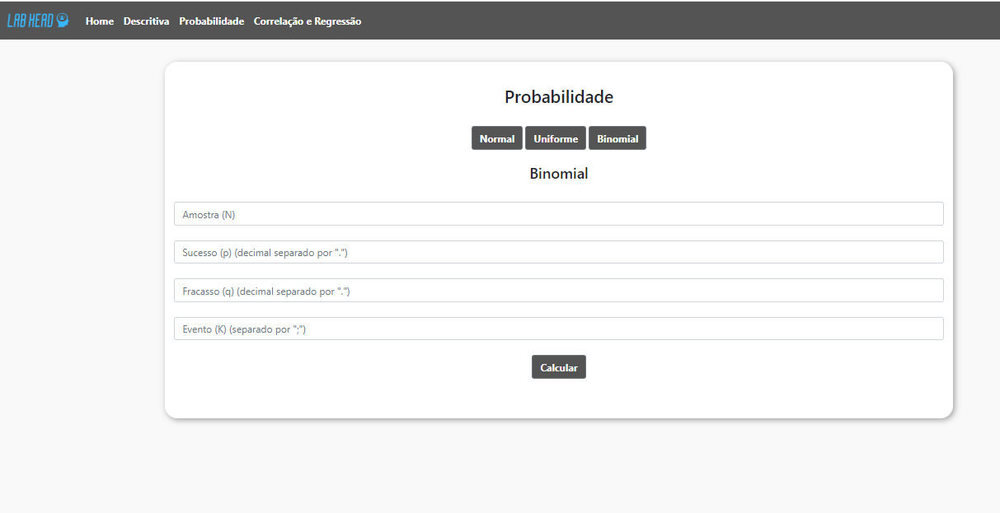 LAB HEAD Home Descritiva Probabilidade Correlação e Regressão
Probabilidade
Normal Uniforme Binomial
Binomial
Amostra (N)
Sucesso (p) (decimal separado por ".")
Fracasso (q) (decimal separado por ".")
Evento (K) (separado por ";")
Calcular